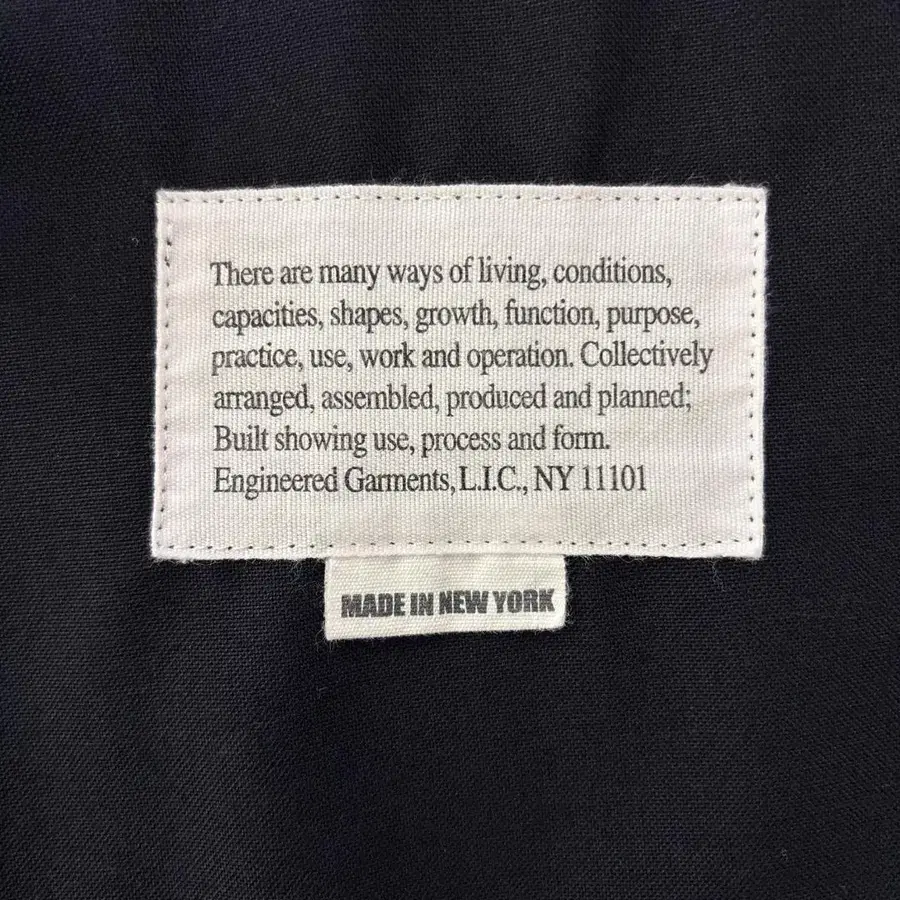 There are many ways of living, conditions,
capacities, shapes, growth, function, purpose,
practice, use, work and operation. Collectively
arranged, assembled, produced and planned;
Built showing use, process and form.
Engineered Garments, L.I.C., NY 11101
MADE IN NEW YORK